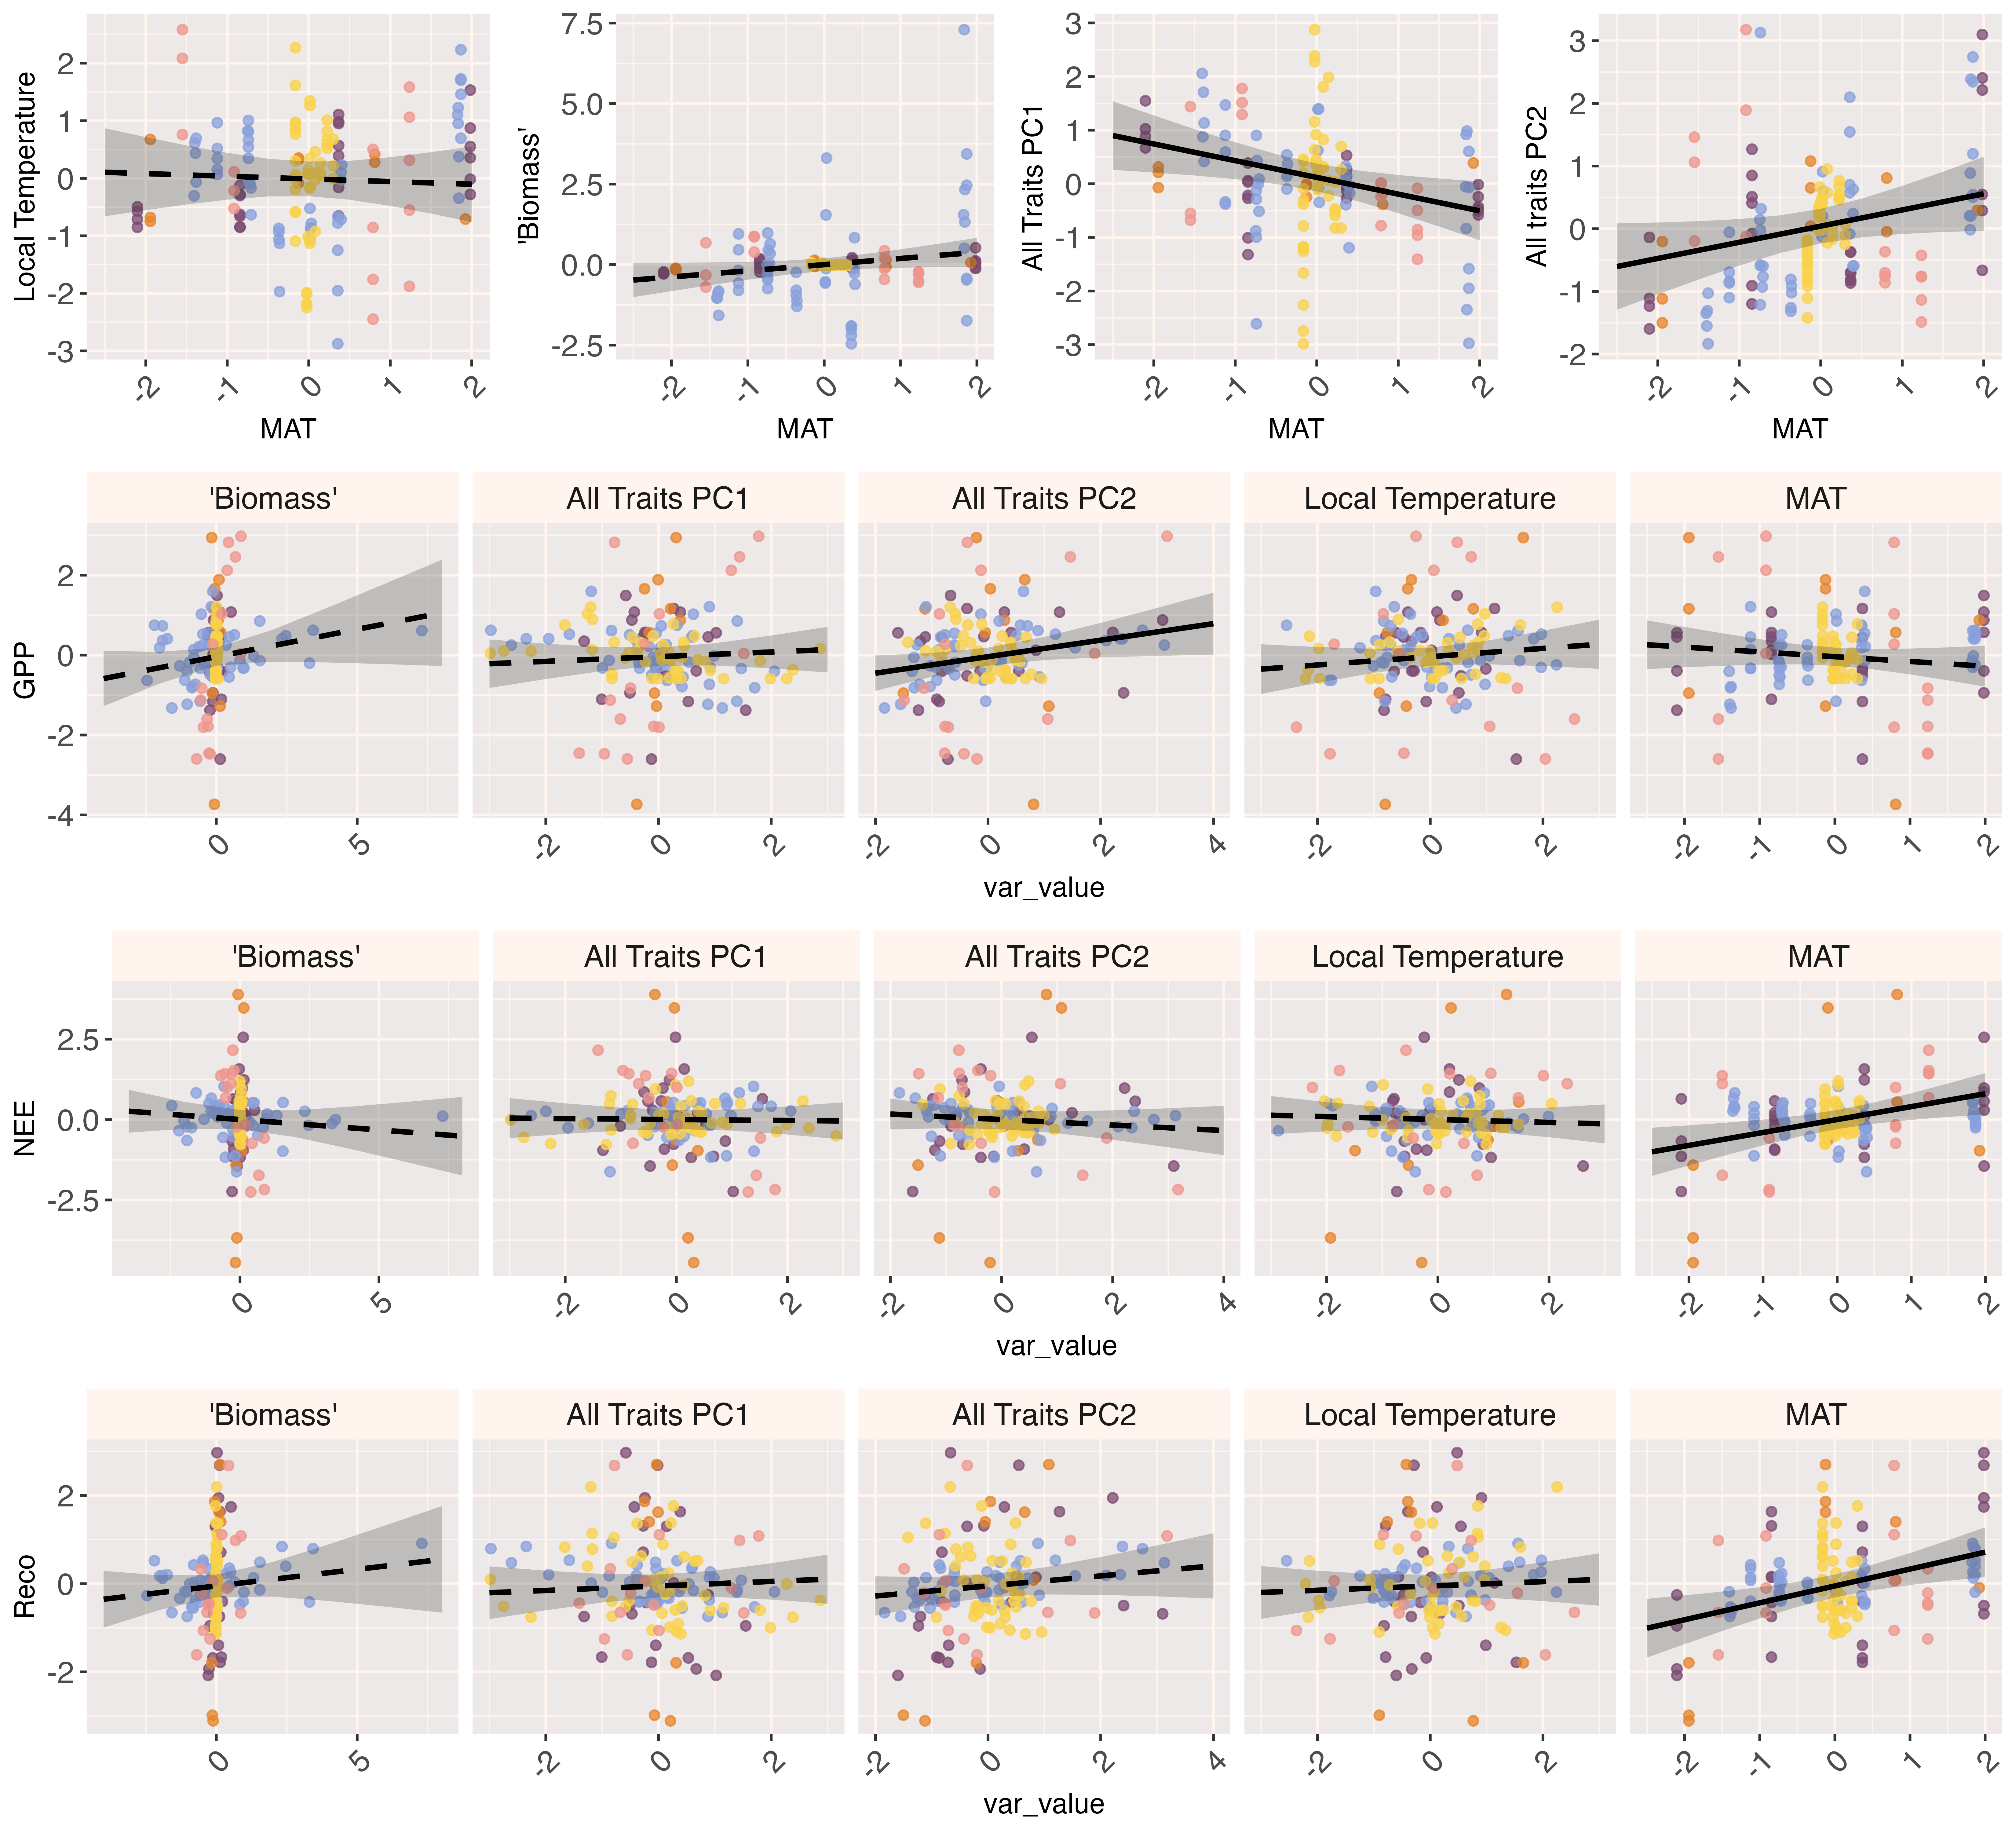 Local Temperature
2
1
0
-1
-2
-3
-2 -1 0 1 2
MAT
'Biomass'
7.5
5.0
2.5
0.0
-2.5
-2 -1 0 1 2
MAT
All Traits PC1
3
2
1
0
-1
-2
-3
-2 -1 0 1 2
MAT
All traits PC2
3
2
1
0
-1
-2
-2 -1 0 1 2
MAT
'Biomass' All Traits PC1 All Traits PC2 Local Temperature MAT
GPP
2
0
-2
-4
0 5 -2 0 2 -2 0 2 4 -2 0 2 -2 -1 0 1 2
var_value
'Biomass' All Traits PC1 All Traits PC2 Local Temperature MAT
NEE
2.5
0.0
-2.5
0 5 -2 0 2 -2 0 2 4 -2 0 2 -2 -1 0 1 2
var_value
'Biomass' All Traits PC1 All Traits PC2 Local Temperature MAT
Reco
2
0
-2
0 5 -2 0 2 -2 0 2 4 -2 0 2 -2 -1 0 1 2
var_value